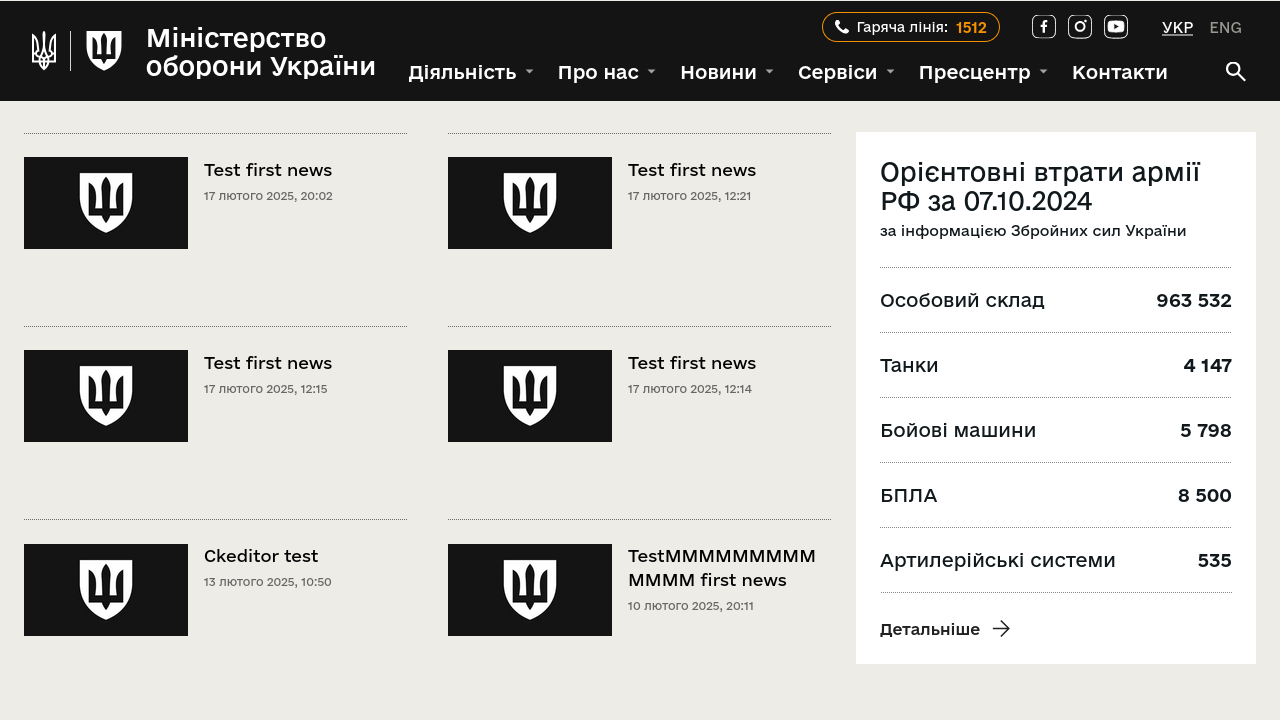 Міністерство
оборони України
Гаряча лінія: 1512
УКР ENG
Діяльність Про нас Новини Сервіси Пресцентр Контакти
Test first news
17 лютого 2025, 20:02
Test first news
17 лютого 2025, 12:21
Test first news
17 лютого 2025, 12:15
Test first news
17 лютого 2025, 12:14
Ckeditor test
13 лютого 2025, 10:50
TestMMMMMMMMM
MMMM first news
10 лютого 2025, 20:11
Орієнтовні втрати армії
РФ за 07.10.2024
за інформацією Збройних сил України
Особовий склад 963 532
Танки 4 147
Бойові машини 5 798
БПЛА 8 500
Артилерійські системи 535
Детальніше